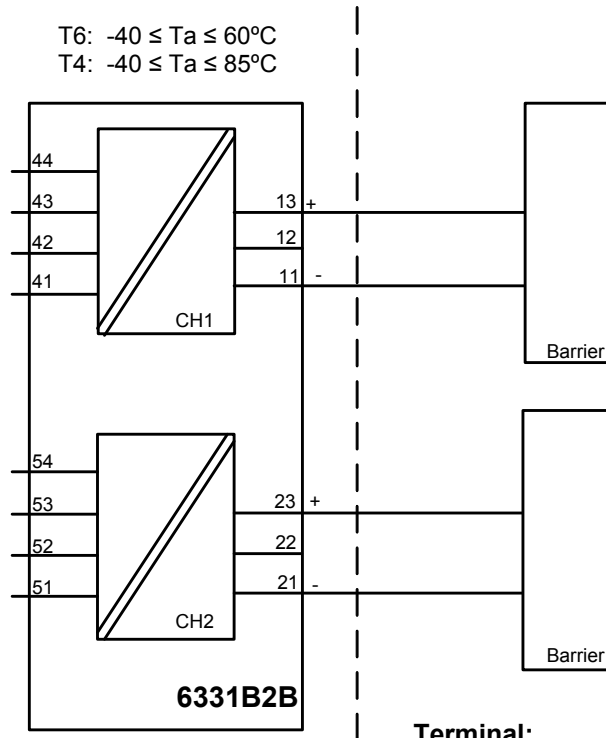 T6: -40 ≤ Ta ≤ 60ºC
T4: -40 ≤ Ta ≤ 85ºC
44
43
42
41
13 +
12
11 -
CH1
Barrier
54
53
52
51
23 +
22
21 -
CH2
Barrier
6331B2B
Terminal: